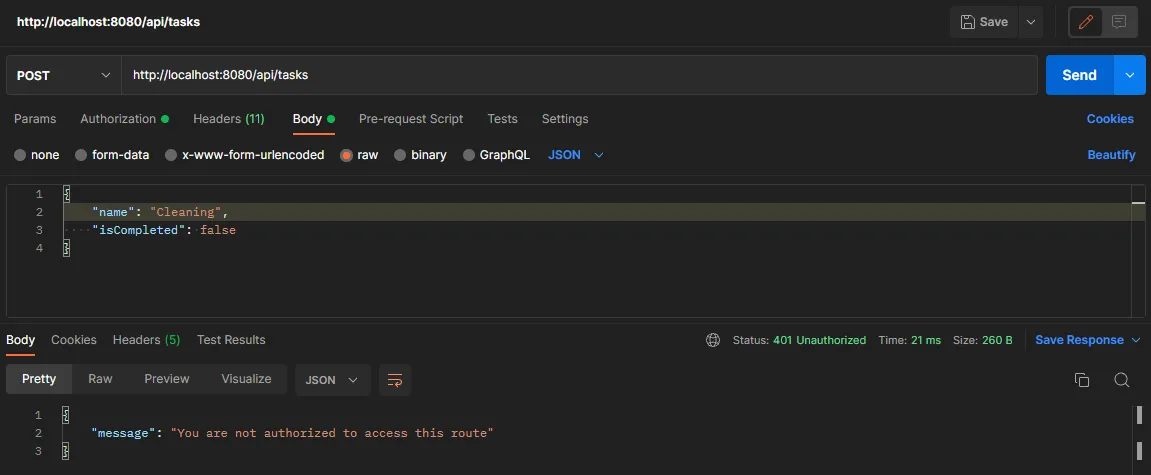 http://localhost:8080/api/tasks
Save
POST
http://localhost:8080/api/tasks
Send
Params Authorization Headers (11) Body Pre-request Script Tests Settings Cookies
none form-data x-www-form-urlencoded raw binary GraphQL JSON Beautify
1 {
2 "name": "Cleaning",
3 "isCompleted": false
4 }
Body Cookies Headers (5) Test Results Status: 401 Unauthorized Time: 21 ms Size: 260 B Save Response
Pretty Raw Preview Visualize JSON
1 {
2 "message": "You are not authorized to access this route"
3 }